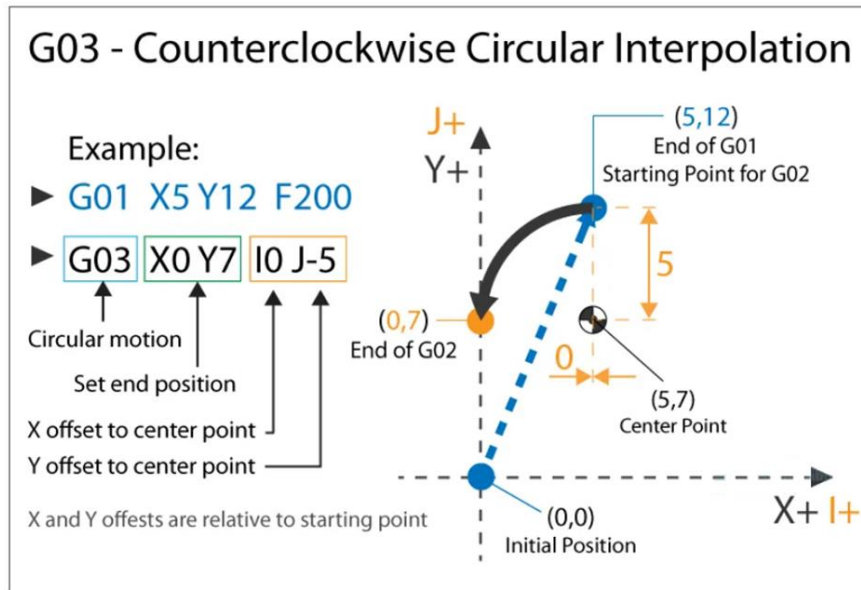 G03 - Counterclockwise Circular Interpolation
Example:
G01 X5 Y12 F200
G03 X0 Y7 I0 J-5
Circular motion
Set end position
X offset to center point
Y offset to center point
X and Y offests are relative to starting point
J+
Y+
(5,12)
End of G01
Starting Point for G02
5
(0,7)
End of G02
0
(5,7)
Center Point
(0,0)
Initial Position
X+ I+